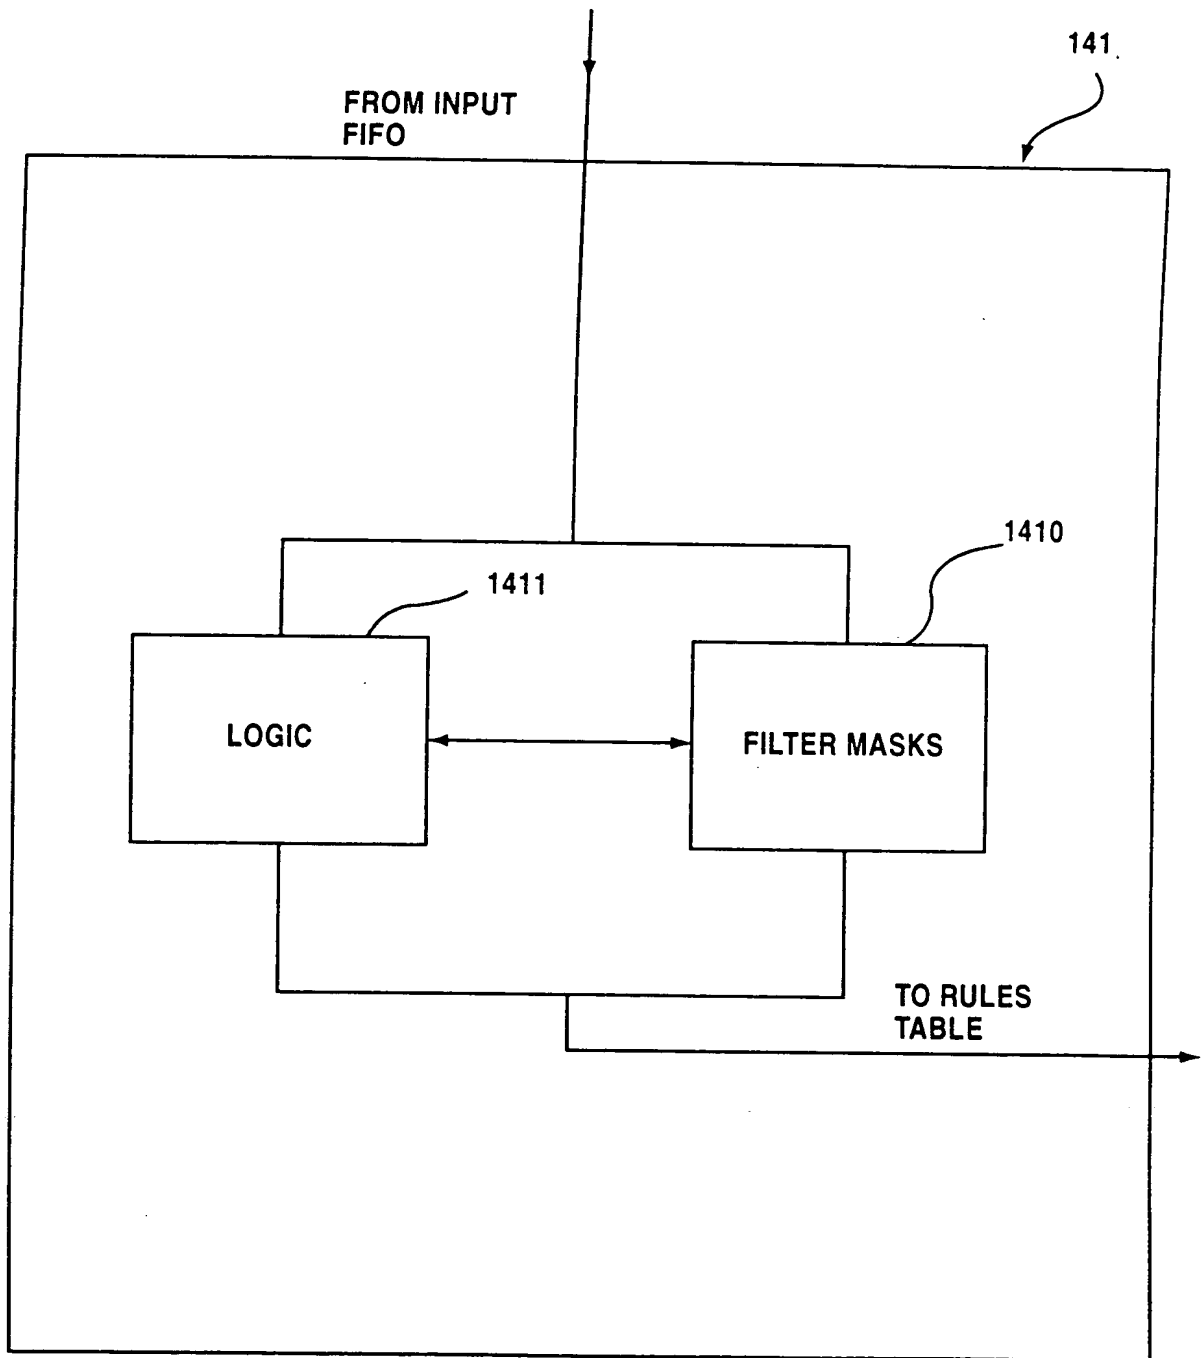 141
FROM INPUT
FIFO
1410
1411
LOGIC
FILTER MASKS
TO RULES
TABLE